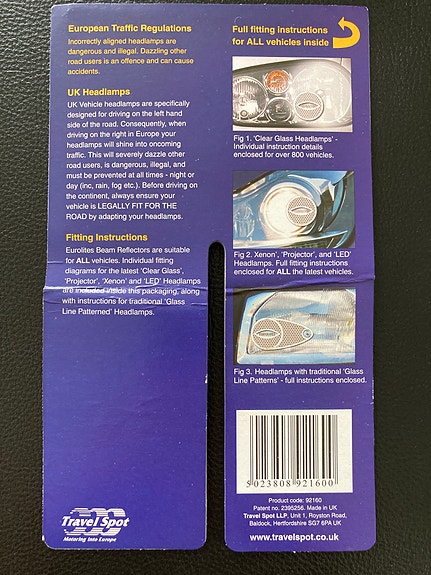 European Traffic Regulations
Incorrectly aligned headlamps are
dangerous and illegal. Dazzling other
road users is an offence and can cause
accidents.
UK Headlamps
UK Vehicle headlamps are specifically
designed for driving on the left hand
side of the road. Consequently, when
driving on the right in Europe your
headlamps will shine into oncoming
traffic. This will severely dazzle other
road users, is dangerous, illegal, and
must be prevented at all times - night or
day (inc, rain, fog etc.). Before driving on
the continent, always ensure your
vehicle is LEGALLY FIT FOR THE
ROAD by adapting your headlamps.
Fitting Instructions
Eurolites Beam Reflectors are suitable
for ALL vehicles. Individual fitting
diagrams for the latest 'Clear Glass',
'Projector', 'Xenon' and 'LED' Headlamps
are included inside this packaging, along
with instructions for traditional 'Glass
Line Patterned' Headlamps.
Travel Spot
Motoring Into Europe
Full fitting Instructions
for ALL vehicles inside
Fig 1. 'Clear Glass Headlamps' -
Individual instruction details
enclosed for over 800 vehicles.
Fig 2. Xenon', 'Projector', and 'LED'
Headlamps. Full fitting instructions
enclosed for ALL the latest vehicles.
Fig 3. Headlamps with traditional 'Glass
Line Patterns' - full instructions enclosed.
5 023808 921600
Product code: 92160
Patent no. 2395256. Made in UK
Travel Spot LLP, Unit 1, Royston Road,
Baldock, Hertfordshire SG7 6PA UK
www.travelspot.co.uk